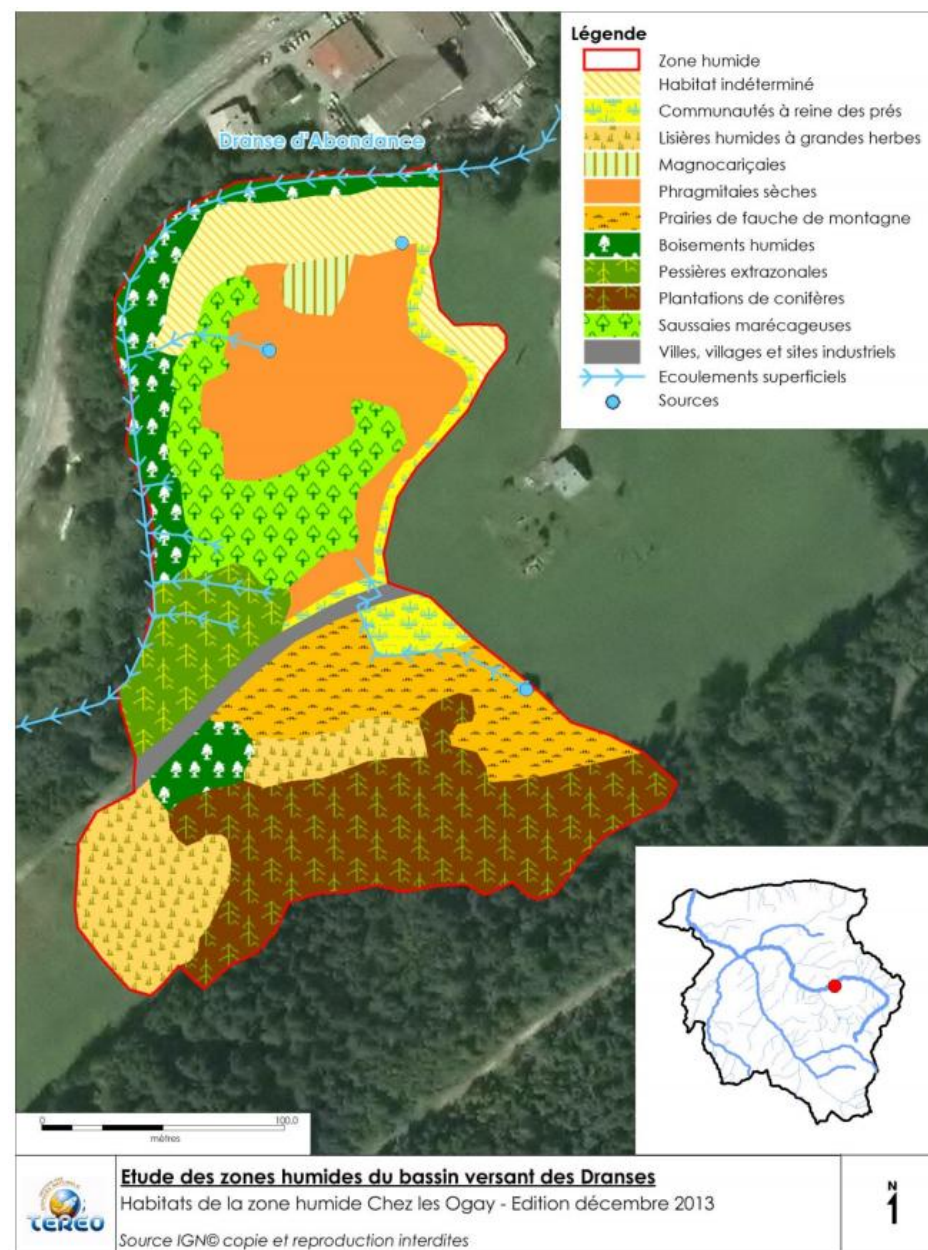 Légende
Zone humide
Habitat indéterminé
Communautés à reine des prés
Lisières humides à grandes herbes
Magnocariçaies
Phragmitaies sèches
Prairies de fauche de montagne
Boisements humides
Pessières extrazonales
Plantations de conifères
Saussaies marécageuses
Villes, villages et sites industriels
Ecoulements superficiels
Sources
Dranse d'Abondance
0 100,0
mètres
TEREO
Etude des zones humides du bassin versant des Dranses
Habitats de la zone humide Chez les Ogay - Edition décembre 2013
Source IGN© copie et reproduction interdites
N